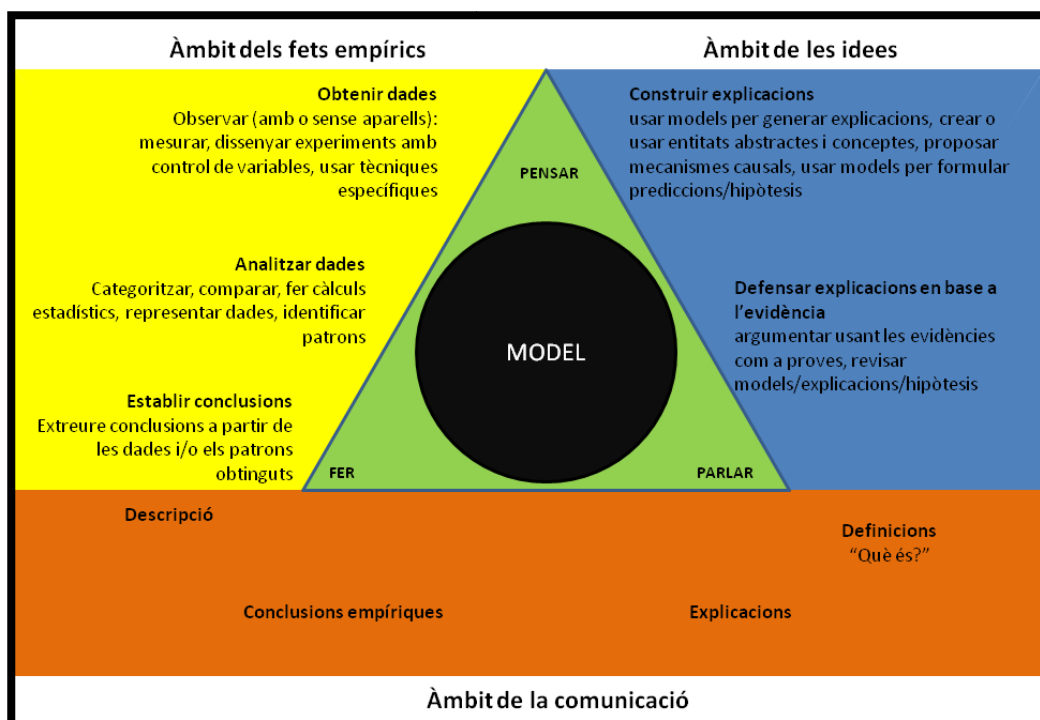 Àmbit dels fets empírics
Àmbit de les idees
Obtenir dades
Observar (amb o sense aparells):
mesurar, dissenyar experiments amb
control de variables, usar tècniques
específiques
Analitzar dades
Categoritzar, comparar, fer càlculs
estadístics, representar dades, identificar
patrons
Establir conclusions
Extreure conclusions a partir de
les dades i/o els patrons
obtinguts
PENSAR
MODEL
FER
PARLAR
Construir explicacions
usar models per generar explicacions, crear o
usar entitats abstractes i conceptes, proposar
mecanismes causals, usar models per formular
prediccions/hipòtesis
Defensar explicacions en base a
l'evidència
argumentar usant les evidències
com a proves, revisar
models/explicacions/hipòtesis
Descripció
Definicions
"Què és?"
Conclusions empíriques
Explicacions
Àmbit de la comunicació